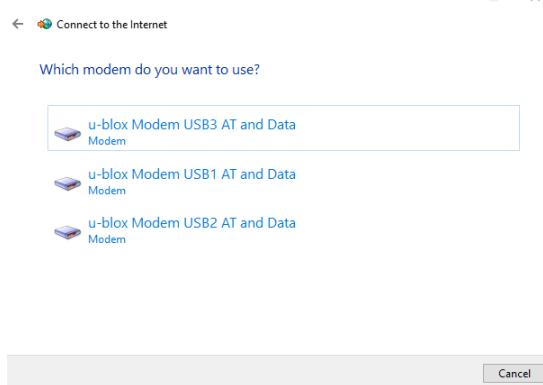 Connect to the Internet
Which modem do you want to use?
u-blox Modem USB3 AT and Data
Modem
u-blox Modem USB1 AT and Data
Modem
u-blox Modem USB2 AT and Data
Modem
Cancel